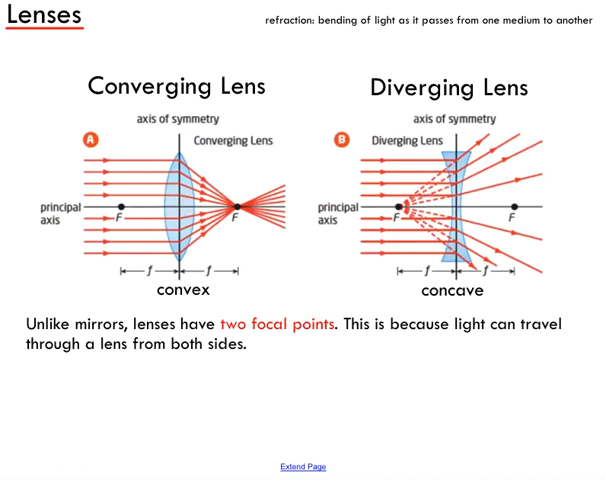 Lenses
refraction: bending of light as it passes from one medium to another
Converging Lens
Diverging Lens
axis of symmetry
axis of symmetry
A
Converging Lens
B
Diverging Lens
principal
axis
F
F
principal
axis
F
F
f
f
f
f
convex
concave
Unlike mirrors, lenses have two focal points. This is because light can travel
through a lens from both sides.
Extend Page